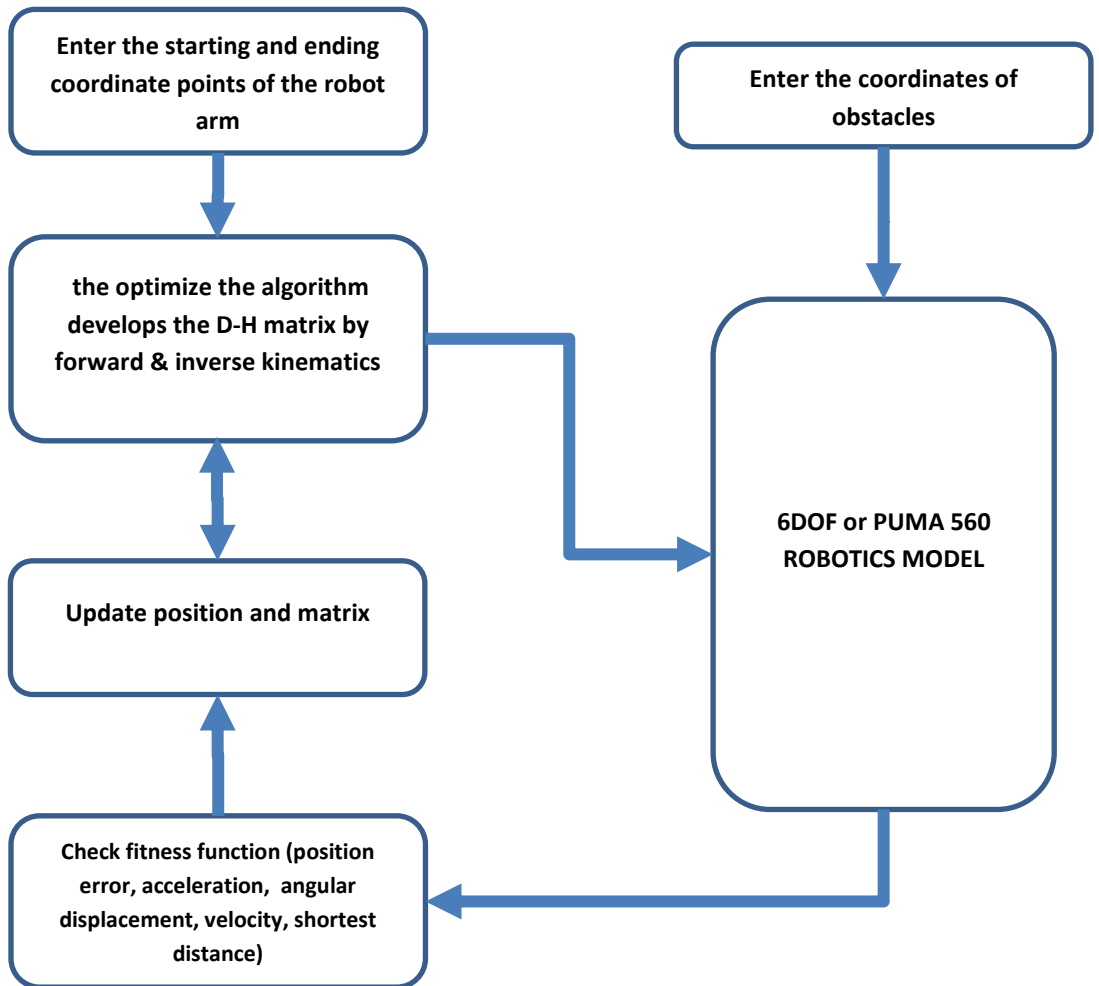 Enter the starting and ending
coordinate points of the robot
arm
Enter the coordinates of
obstacles
the optimize the algorithm
develops the D-H matrix by
forward & inverse kinematics
6DOF or PUMA 560
ROBOTICS MODEL
Update position and matrix
Check fitness function (position
error, acceleration, angular
displacement, velocity, shortest
distance)